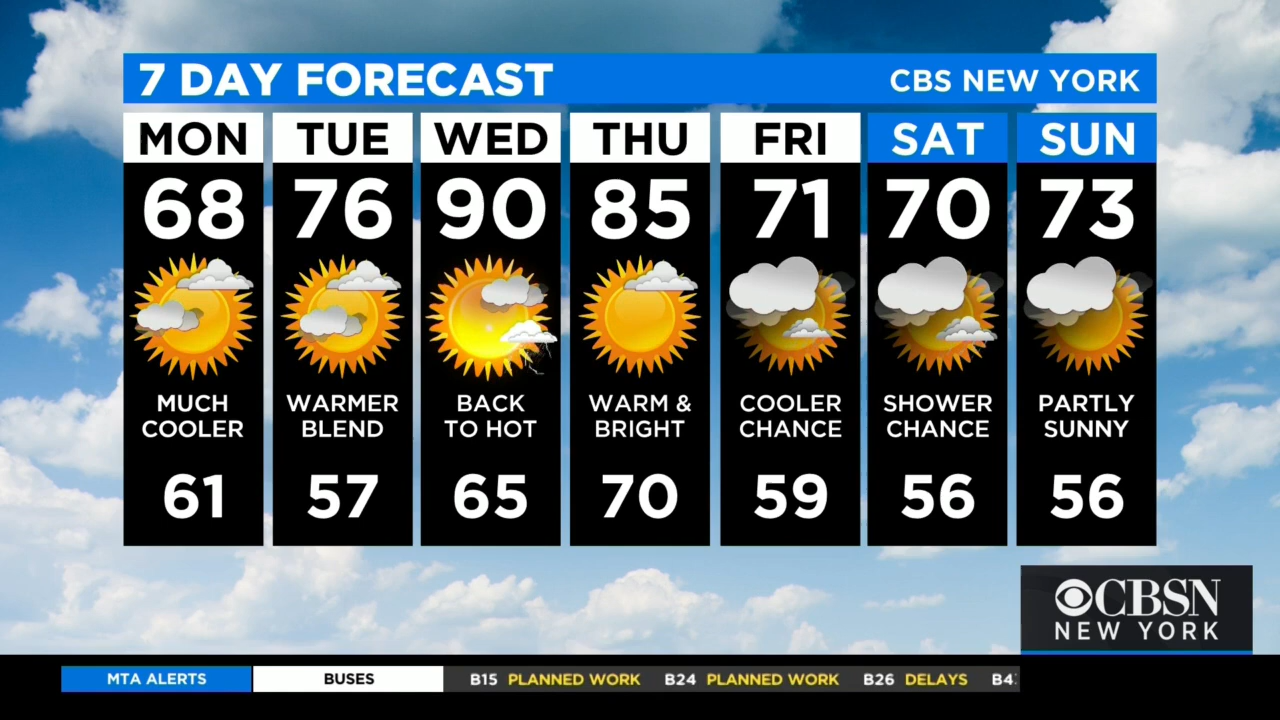 7 DAY FORECAST CBS NEW YORK
MON TUE WED THU FRI SAT SUN
68 76 90 85 71 70 73
MUCH COOLER
WARMER BLEND
BACK TO HOT
WARM & BRIGHT
COOLER CHANCE
SHOWER CHANCE
PARTLY SUNNY
61 57 65 70 59 56 56
CBSN
NEW YORK
MTA ALERTS BUSES B15 PLANNED WORK B24 PLANNED WORK B26 DELAYS